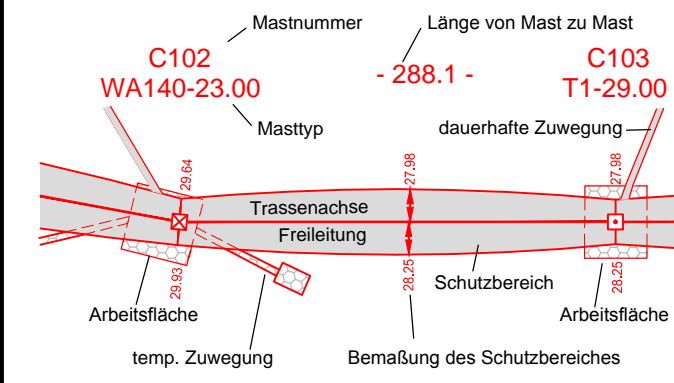 Mastnummer
Länge von Mast zu Mast
C102
WA140-23.00
- 288.1 -
C103
T1-29.00
Masttyp
dauerhafte Zuwegung
29.64
27.98
27.98
Trassenachse
Freileitung
29.93
28.25
28.25
Schutzbereich
Arbeitsfläche
Arbeitsfläche
temp. Zuwegung
Bemaßung des Schutzbereiches